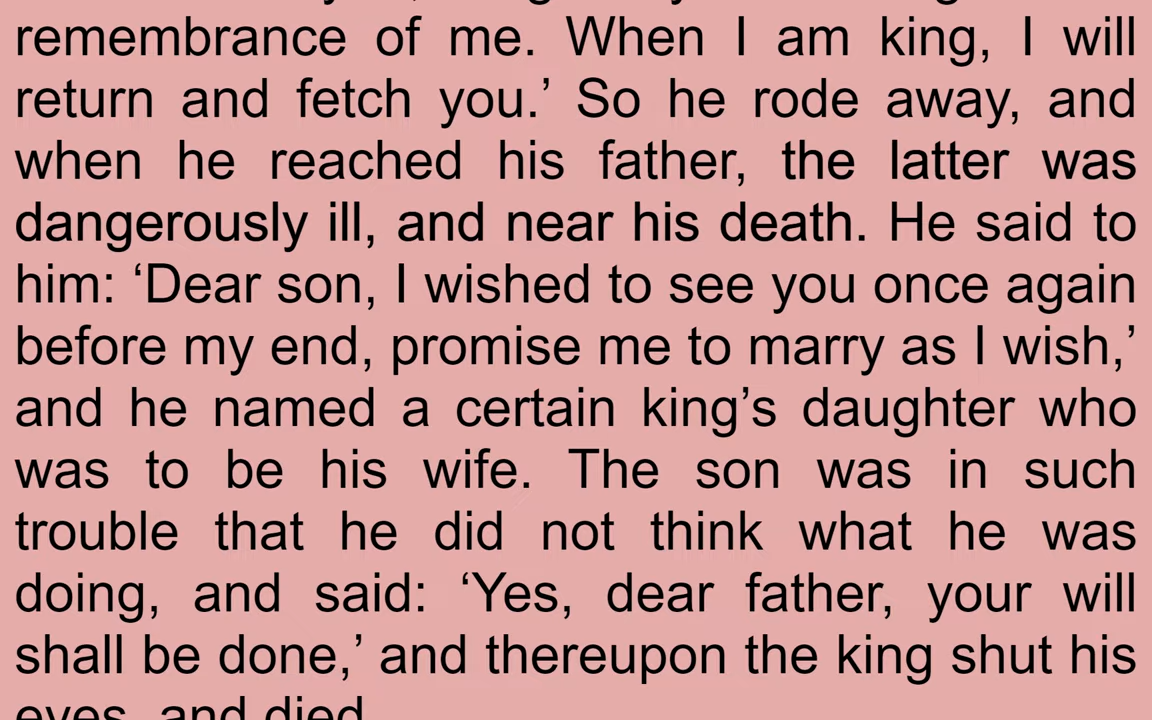 remembrance of me. When I am king, I will
return and fetch you.’ So he rode away, and
when he reached his father, the latter was
dangerously ill, and near his death. He said to
him: ‘Dear son, I wished to see you once again
before my end, promise me to marry as I wish,’
and he named a certain king’s daughter who
was to be his wife. The son was in such
trouble that he did not think what he was
doing, and said: ‘Yes, dear father, your will
shall be done,’ and thereupon the king shut his
eyes, and died.